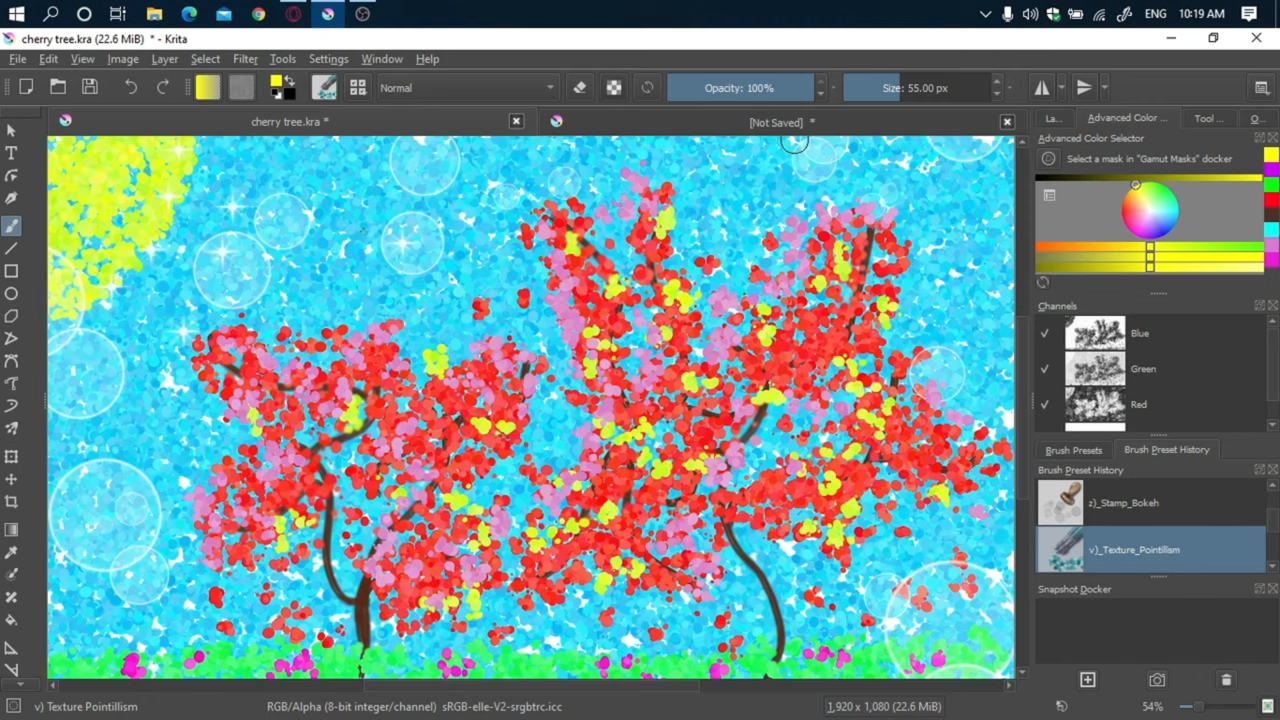 ENG 10:19 AM
cherry tree.kra (22.6 MiB) * - Krita
File Edit View Image Layer Select Filter Tools Settings Window Help
Normal Opacity: 100% Size: 55.00 px
cherry tree.kra * [Not Saved] * La... Advanced Color ... Tool ... O...
Advanced Color Selector
Select a mask in "Gamut Masks" docker
Channels
Blue
Green
Red
Brush Presets Brush Preset History
Brush Preset History
z)_Stamp_Bokeh
v)_Texture_Pointillism
Snapshot Docker
v) Texture Pointillism RGB/Alpha (8-bit integer/channel) sRGB-elle-V2-srgbtrc.icc 1,920 x 1,080 (22.6 MiB) 54%